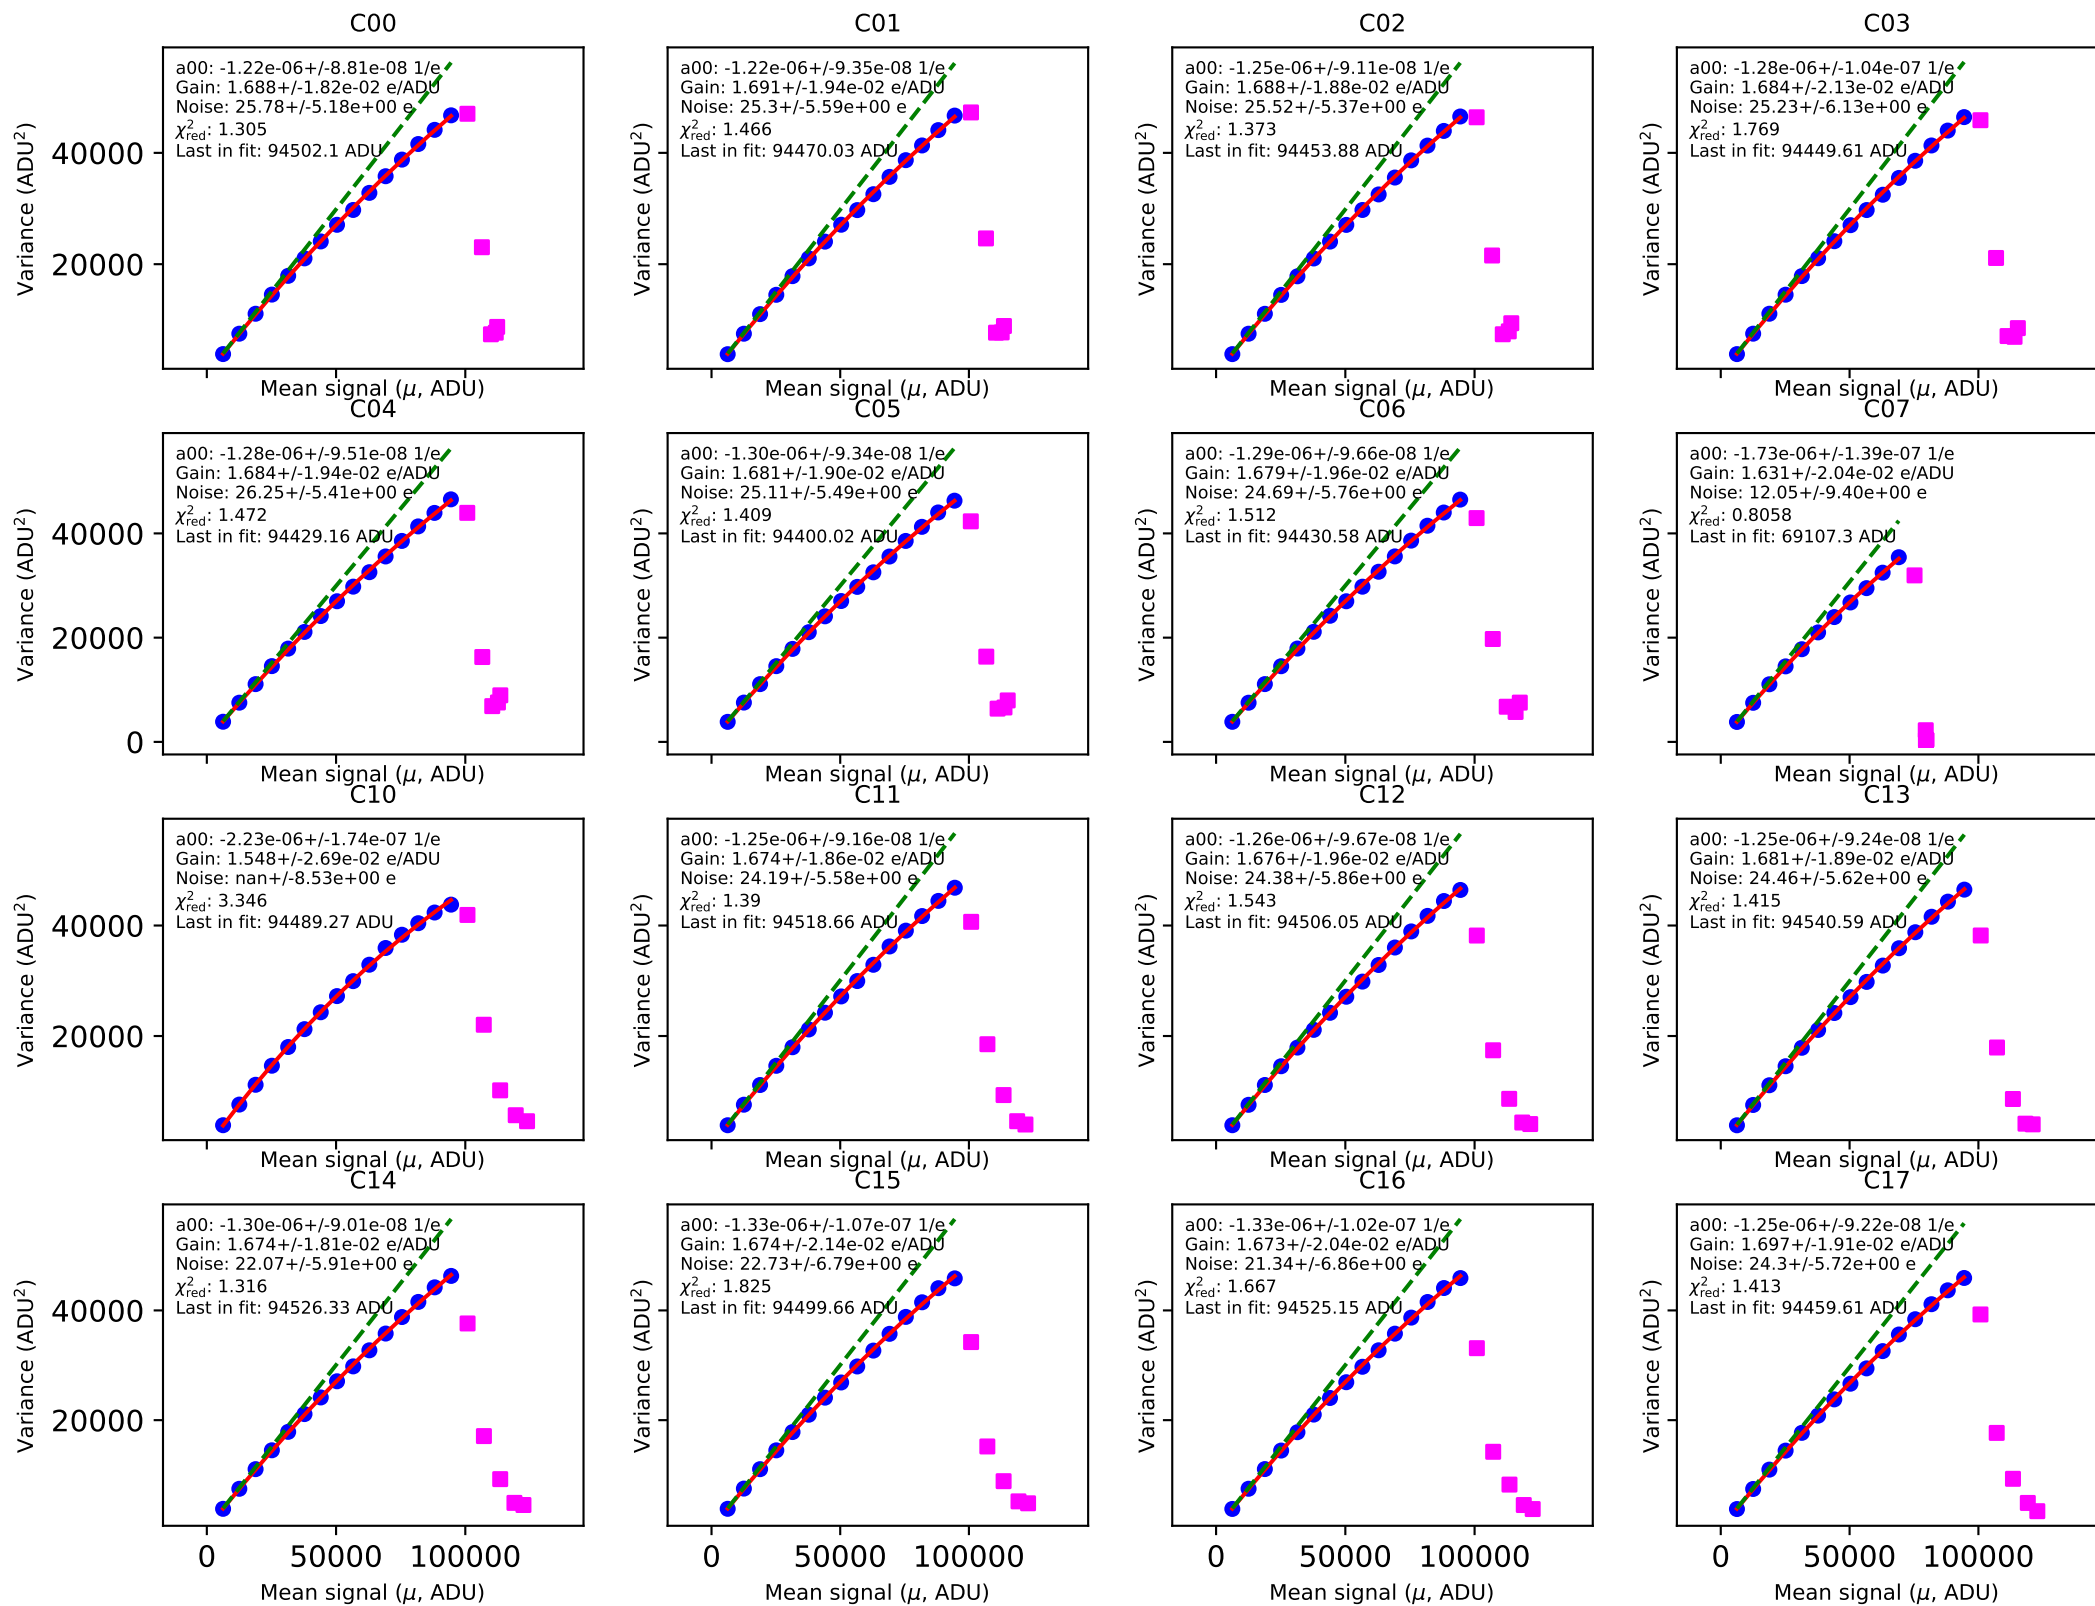 C00
a00: -1.22e-06+/-8.81e-08 1/e
Gain: 1.688+/-1.82e-02 e/ADU
Noise: 25.78+/-5.18e+00 e
χ²red: 1.305
Last in fit: 94502.1 ADU
40000
20000
Variance (ADU²)
Mean signal (μ, ADU)
C01
a00: -1.22e-06+/-9.35e-08 1/e
Gain: 1.691+/-1.94e-02 e/ADU
Noise: 25.3+/-5.59e+00 e
χ²red: 1.466
Last in fit: 94470.03 ADU
Variance (ADU²)
Mean signal (μ, ADU)
C02
a00: -1.25e-06+/-9.11e-08 1/e
Gain: 1.688+/-1.88e-02 e/ADU
Noise: 25.52+/-5.37e+00 e
χ²red: 1.373
Last in fit: 94453.88 ADU
Variance (ADU²)
Mean signal (μ, ADU)
C03
a00: -1.28e-06+/-1.04e-07 1/e
Gain: 1.684+/-2.13e-02 e/ADU
Noise: 25.23+/-6.13e+00 e
χ²red: 1.769
Last in fit: 94449.61 ADU
Variance (ADU²)
Mean signal (μ, ADU)
C04
a00: -1.28e-06+/-9.51e-08 1/e
Gain: 1.684+/-1.94e-02 e/ADU
Noise: 26.25+/-5.41e+00 e
χ²red: 1.472
Last in fit: 94429.16 ADU
40000
20000
0
Variance (ADU²)
Mean signal (μ, ADU)
C05
a00: -1.30e-06+/-9.34e-08 1/e
Gain: 1.681+/-1.90e-02 e/ADU
Noise: 25.11+/-5.49e+00 e
χ²red: 1.409
Last in fit: 94400.02 ADU
Variance (ADU²)
Mean signal (μ, ADU)
C06
a00: -1.29e-06+/-9.66e-08 1/e
Gain: 1.679+/-1.96e-02 e/ADU
Noise: 24.69+/-5.76e+00 e
χ²red: 1.512
Last in fit: 94430.58 ADU
Variance (ADU²)
Mean signal (μ, ADU)
C07
a00: -1.73e-06+/-1.39e-07 1/e
Gain: 1.631+/-2.04e-02 e/ADU
Noise: 12.05+/-9.40e+00 e
χ²red: 0.8058
Last in fit: 69107.3 ADU
Variance (ADU²)
Mean signal (μ, ADU)
C10
a00: -2.23e-06+/-1.74e-07 1/e
Gain: 1.548+/-2.69e-02 e/ADU
Noise: nan+/-8.53e+00 e
χ²red: 3.346
Last in fit: 94489.27 ADU
40000
20000
Variance (ADU²)
Mean signal (μ, ADU)
C11
a00: -1.25e-06+/-9.16e-08 1/e
Gain: 1.674+/-1.86e-02 e/ADU
Noise: 24.19+/-5.58e+00 e
χ²red: 1.39
Last in fit: 94518.66 ADU
Variance (ADU²)
Mean signal (μ, ADU)
C12
a00: -1.26e-06+/-9.67e-08 1/e
Gain: 1.676+/-1.96e-02 e/ADU
Noise: 24.38+/-5.86e+00 e
χ²red: 1.543
Last in fit: 94506.05 ADU
Variance (ADU²)
Mean signal (μ, ADU)
C13
a00: -1.25e-06+/-9.24e-08 1/e
Gain: 1.681+/-1.89e-02 e/ADU
Noise: 24.46+/-5.62e+00 e
χ²red: 1.415
Last in fit: 94540.59 ADU
Variance (ADU²)
Mean signal (μ, ADU)
C14
a00: -1.30e-06+/-9.01e-08 1/e
Gain: 1.674+/-1.81e-02 e/ADU
Noise: 22.07+/-5.91e+00 e
χ²red: 1.316
Last in fit: 94526.33 ADU
40000
20000
Variance (ADU²)
0 50000 100000
Mean signal (μ, ADU)
C15
a00: -1.33e-06+/-1.07e-07 1/e
Gain: 1.674+/-2.14e-02 e/ADU
Noise: 22.73+/-6.79e+00 e
χ²red: 1.825
Last in fit: 94499.66 ADU
Variance (ADU²)
0 50000 100000
Mean signal (μ, ADU)
C16
a00: -1.33e-06+/-1.02e-07 1/e
Gain: 1.673+/-2.04e-02 e/ADU
Noise: 21.34+/-6.86e+00 e
χ²red: 1.667
Last in fit: 94525.15 ADU
Variance (ADU²)
0 50000 100000
Mean signal (μ, ADU)
C17
a00: -1.25e-06+/-9.22e-08 1/e
Gain: 1.697+/-1.91e-02 e/ADU
Noise: 24.3+/-5.72e+00 e
χ²red: 1.413
Last in fit: 94459.61 ADU
Variance (ADU²)
0 50000 100000
Mean signal (μ, ADU)